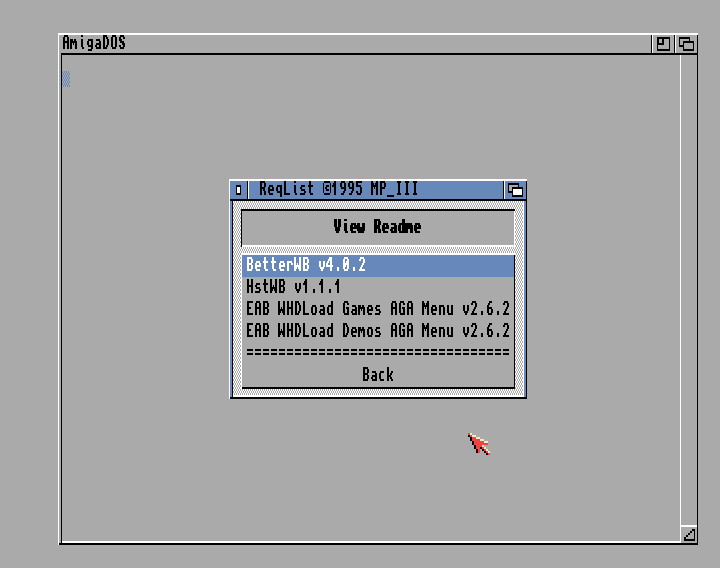 AmigaDOS
ReqList ©1995 MP_III
View Readme
BetterWB v4.0.2
HstWB v1.1.1
EAB WHDLoad Games AGA Menu v2.6.2
EAB WHDLoad Demos AGA Menu v2.6.2
=================================
Back